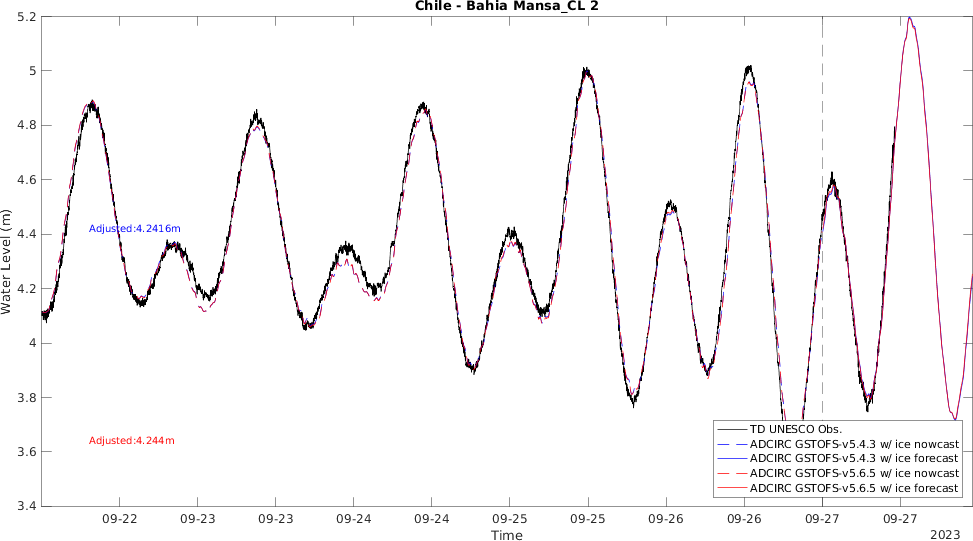 Chile - Bahia Mansa_CL 2
Water Level (m)
5.2
5
4.8
4.6
4.4
4.2
4
3.8
3.6
3.4
Adjusted:4.2416m
Adjusted:4.244m
TD UNESCO Obs.
ADCIRC GSTOFS-v5.4.3 w/ ice nowcast
ADCIRC GSTOFS-v5.4.3 w/ ice forecast
ADCIRC GSTOFS-v5.6.5 w/ ice nowcast
ADCIRC GSTOFS-v5.6.5 w/ ice forecast
09-22 09-23 09-23 09-24 09-24 09-25 09-25 09-26 09-26 09-27 09-27
Time
2023